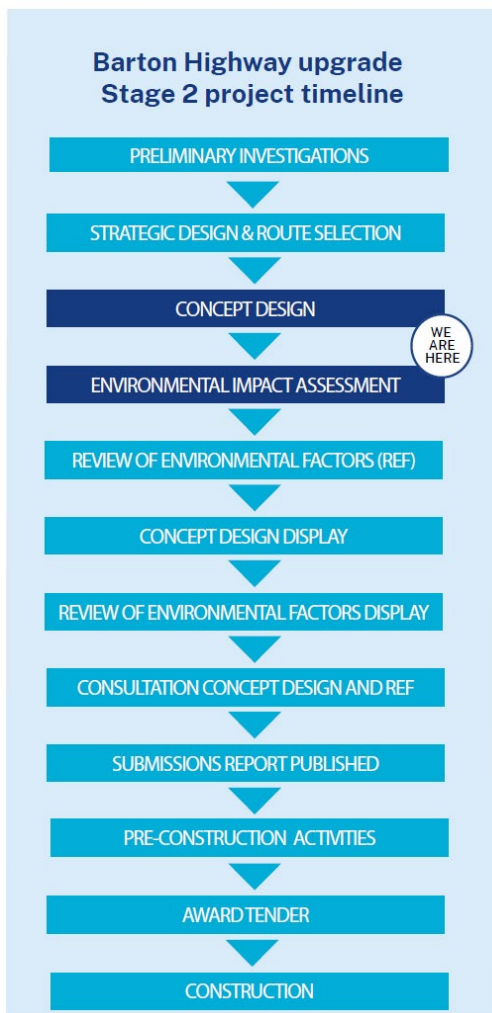 Barton Highway upgrade
Stage 2 project timeline
PRELIMINARY INVESTIGATIONS
STRATEGIC DESIGN & ROUTE SELECTION
CONCEPT DESIGN
WE
ARE
HERE
ENVIRONMENTAL IMPACT ASSESSMENT
REVIEW OF ENVIRONMENTAL FACTORS (REF)
CONCEPT DESIGN DISPLAY
REVIEW OF ENVIRONMENTAL FACTORS DISPLAY
CONSULTATION CONCEPT DESIGN AND REF
SUBMISSIONS REPORT PUBLISHED
PRE-CONSTRUCTION ACTIVITIES
AWARD TENDER
CONSTRUCTION